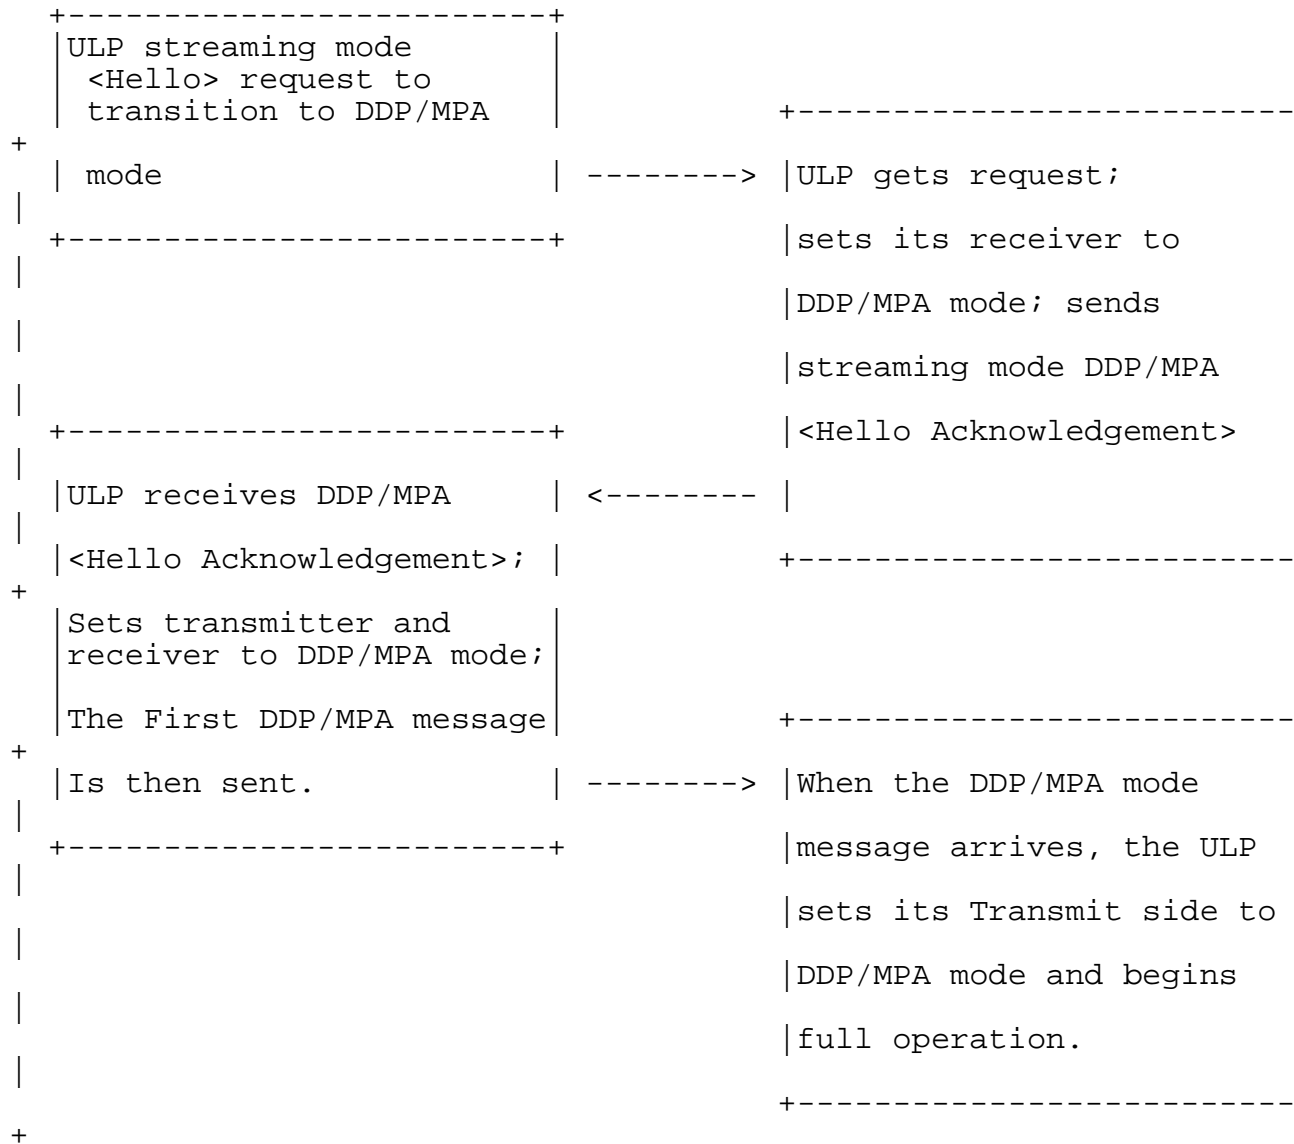 +-------------------------+
|ULP streaming mode       |
| <Hello> request to      |
| transition to DDP/MPA   |           +--------------------------
+
| mode                    | --------> |ULP gets request;
|
+-------------------------+           |sets its receiver to
|
|DDP/MPA mode; sends
|
|streaming mode DDP/MPA
|
+-------------------------+           |<Hello Acknowledgement>
|
|ULP receives DDP/MPA     | <-------- |
|
|<Hello Acknowledgement>; |           +--------------------------
+
|Sets transmitter and     |
|receiver to DDP/MPA mode;|
|                         |
|The First DDP/MPA message|           +--------------------------
+
|Is then sent.            | --------> |When the DDP/MPA mode
|
+-------------------------+           |message arrives, the ULP
|
|sets its Transmit side to
|
|DDP/MPA mode and begins
|
|full operation.
|
+--------------------------
+